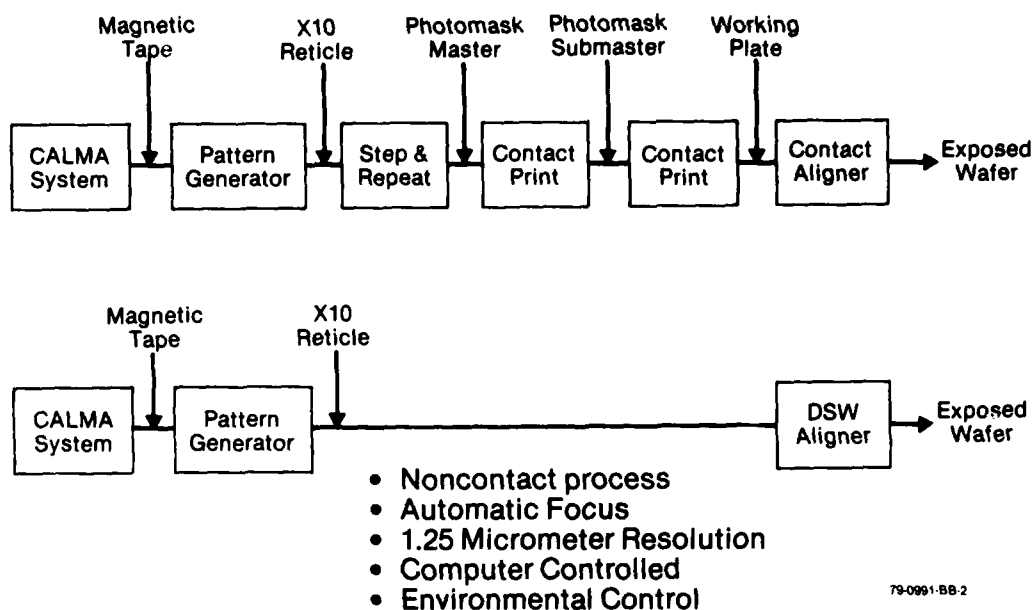 Magnetic
Tape
X10
Reticle
Photomask
Master
Photomask
Submaster
Working
Plate
CALMA
System
Pattern
Generator
Step &
Repeat
Contact
Print
Contact
Print
Contact
Aligner
Exposed
Wafer
Magnetic
Tape
X10
Reticle
CALMA
System
Pattern
Generator
DSW
Aligner
Exposed
Wafer
• Noncontact process
• Automatic Focus
• 1.25 Micrometer Resolution
• Computer Controlled
• Environmental Control
79-0991-BB-2